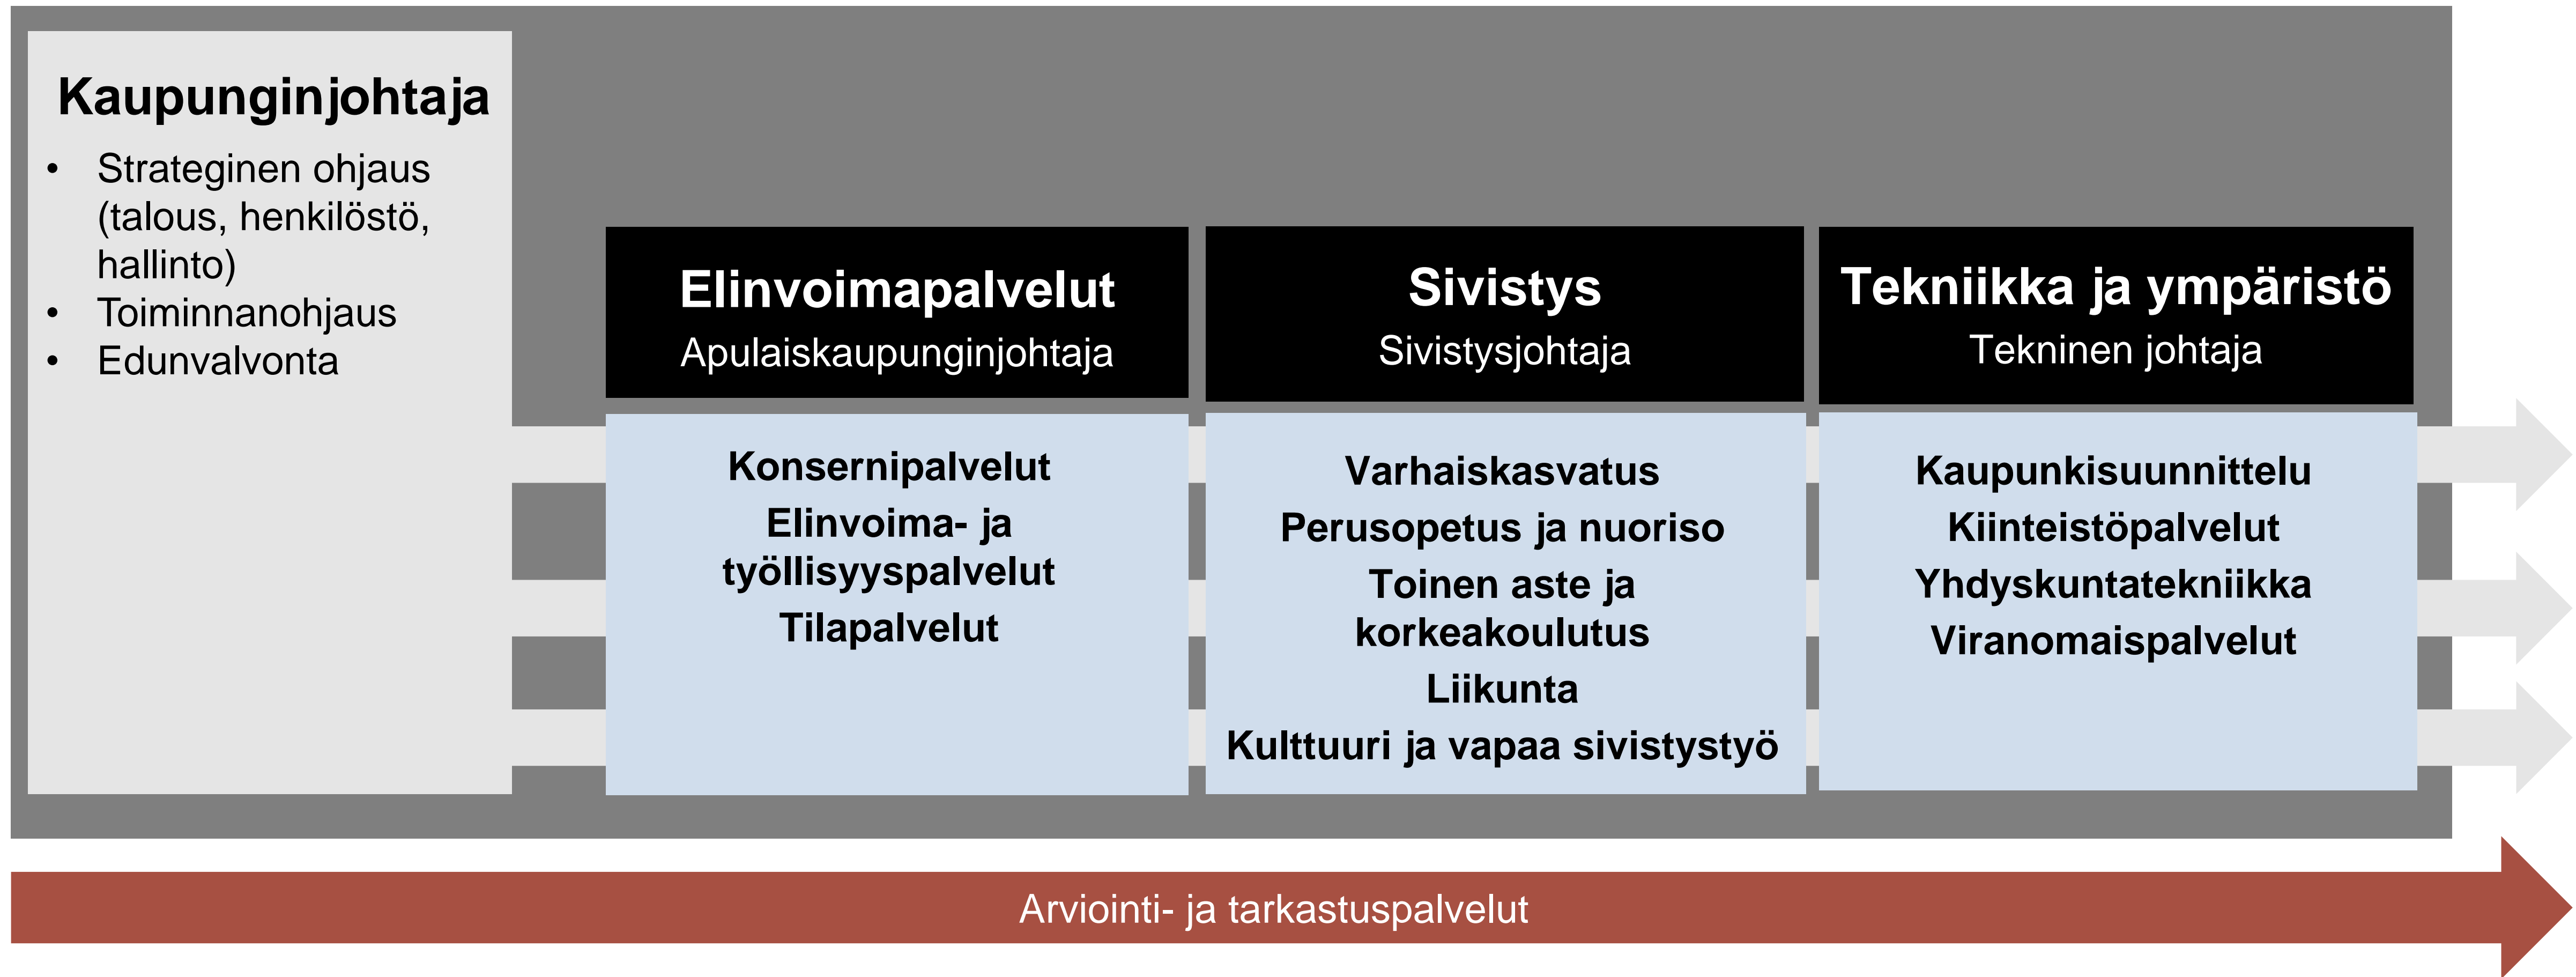 Kaupunginjohtaja
• Strateginen ohjaus
(talous, henkilöstö,
hallinto)
• Toiminnanohjaus
• Edunvalvonta
Elinvoimapalvelut
Apulaiskaupunginjohtaja
Konsernipalvelut
Elinvoima- ja
työllisyyspalvelut
Tilapalvelut
Sivistys
Sivistysjohtaja
Varhaiskasvatus
Perusopetus ja nuoriso
Toinen aste ja
korkeakoulutus
Liikunta
Kulttuuri ja vapaa sivistystyö
Tekniikka ja ympäristö
Tekninen johtaja
Kaupunkisuunnittelu
Kiinteistöpalvelut
Yhdyskuntatekniikka
Viranomaispalvelut
Arviointi- ja tarkastuspalvelut